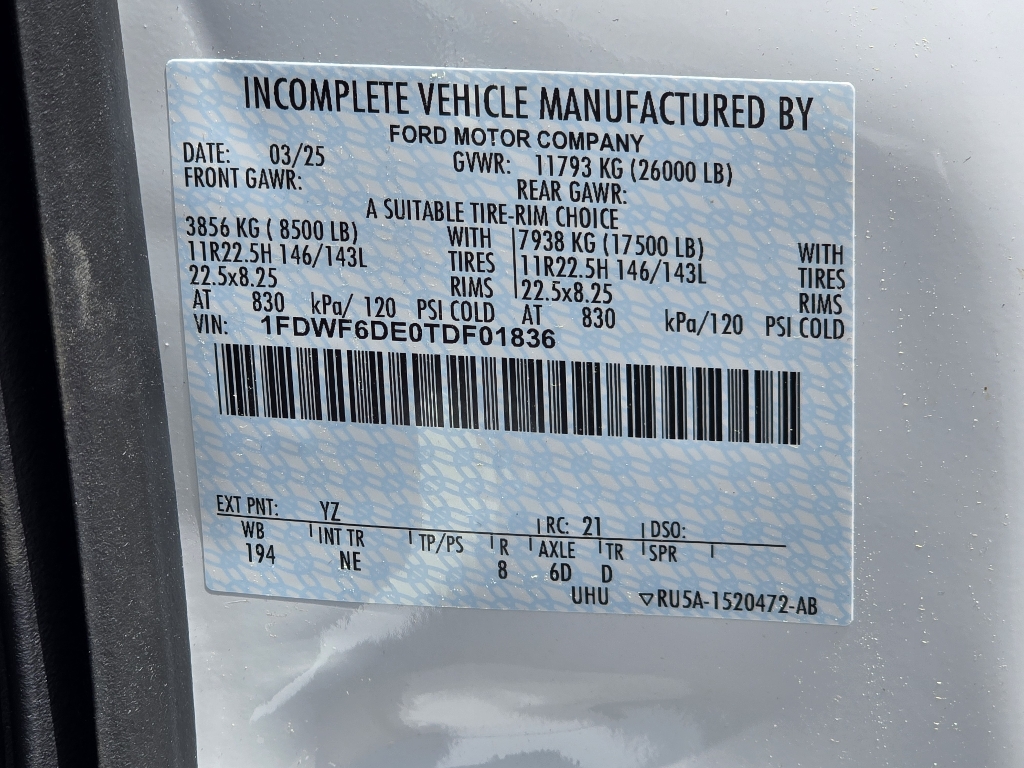 INCOMPLETE VEHICLE MANUFACTURED BY
FORD MOTOR COMPANY
DATE: 03/25 GVWR: 11793 KG (26000 LB)
FRONT GAWR: REAR GAWR:
A SUITABLE TIRE-RIM CHOICE
3856 KG ( 8500 LB) WITH 7938 KG (17500 LB) WITH
11R22.5H 146/143L TIRES 11R22.5H 146/143L TIRES
22.5x8.25 RIMS 22.5x8.25 RIMS
AT 830 kPa/ 120 PSI COLD AT 830 kPa/120 PSI COLD
VIN: 1FDWF6DE0TDF01836
EXT PNT: YZ RC: 21 DSO:
WB INT TR TP/PS R AXLE TR SPR
194 NE 8 6D D
UHU ▽RU5A-1520472-AB